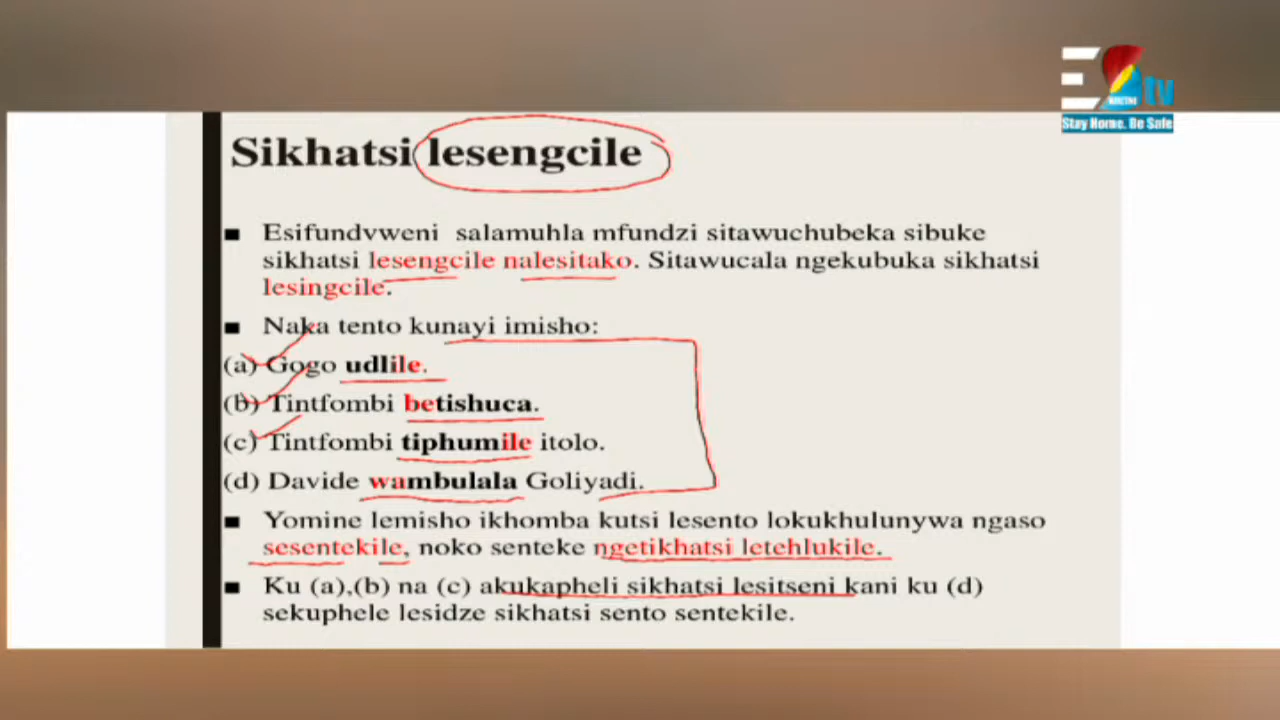 E
tv
Stay Home. Be Safe
Sikhatsi lesengcile
■ Esifundvweni salamuhla mfundzi sitawuchubeka sibuke
sikhatsi lesengcile nalesitako. Sitawucala ngekubuka sikhatsi
lesingcile.
■ Naka tento kunayi imisho:
(a) Gogo udlile.
(b) Tintfombi betishuca.
(c) Tintfombi tiphumile itolo.
(d) Davide wambulala Goliyadi.
■ Yomine lemisho ikhomba kutsi lesento lokukhulunywa ngaso
sesentekile, noko senteke ngetikhatsi letehlukile.
■ Ku (a),(b) na (c) akukapheli sikhatsi lesitseni kani ku (d)
sekuphele lesidze sikhatsi sento sentekile.